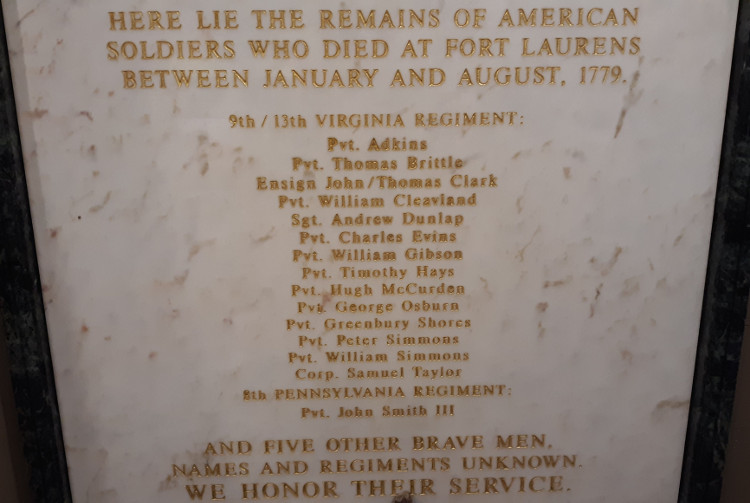 HERE LIE THE REMAINS OF AMERICAN
SOLDIERS WHO DIED AT FORT LAURENS
BETWEEN JANUARY AND AUGUST, 1779.
9th / 13th VIRGINIA REGIMENT:
Pvt. Adkins
Pvt. Thomas Brittle
Ensign John/Thomas Clark
Pvt. William Cleavland
Sgt. Andrew Dunlap
Pvt. Charles Evins
Pvt. William Gibson
Pvt. Timothy Hays
Pvt. Hugh McCurden
Pvt. George Osburn
Pvt. Greenbury Shores
Pvt. Peter Simmons
Pvt. William Simmons
Corp. Samuel Taylor
8th PENNSYLVANIA REGIMENT:
Pvt. John Smith III
AND FIVE OTHER BRAVE MEN,
NAMES AND REGIMENTS UNKNOWN.
WE HONOR THEIR SERVICE.